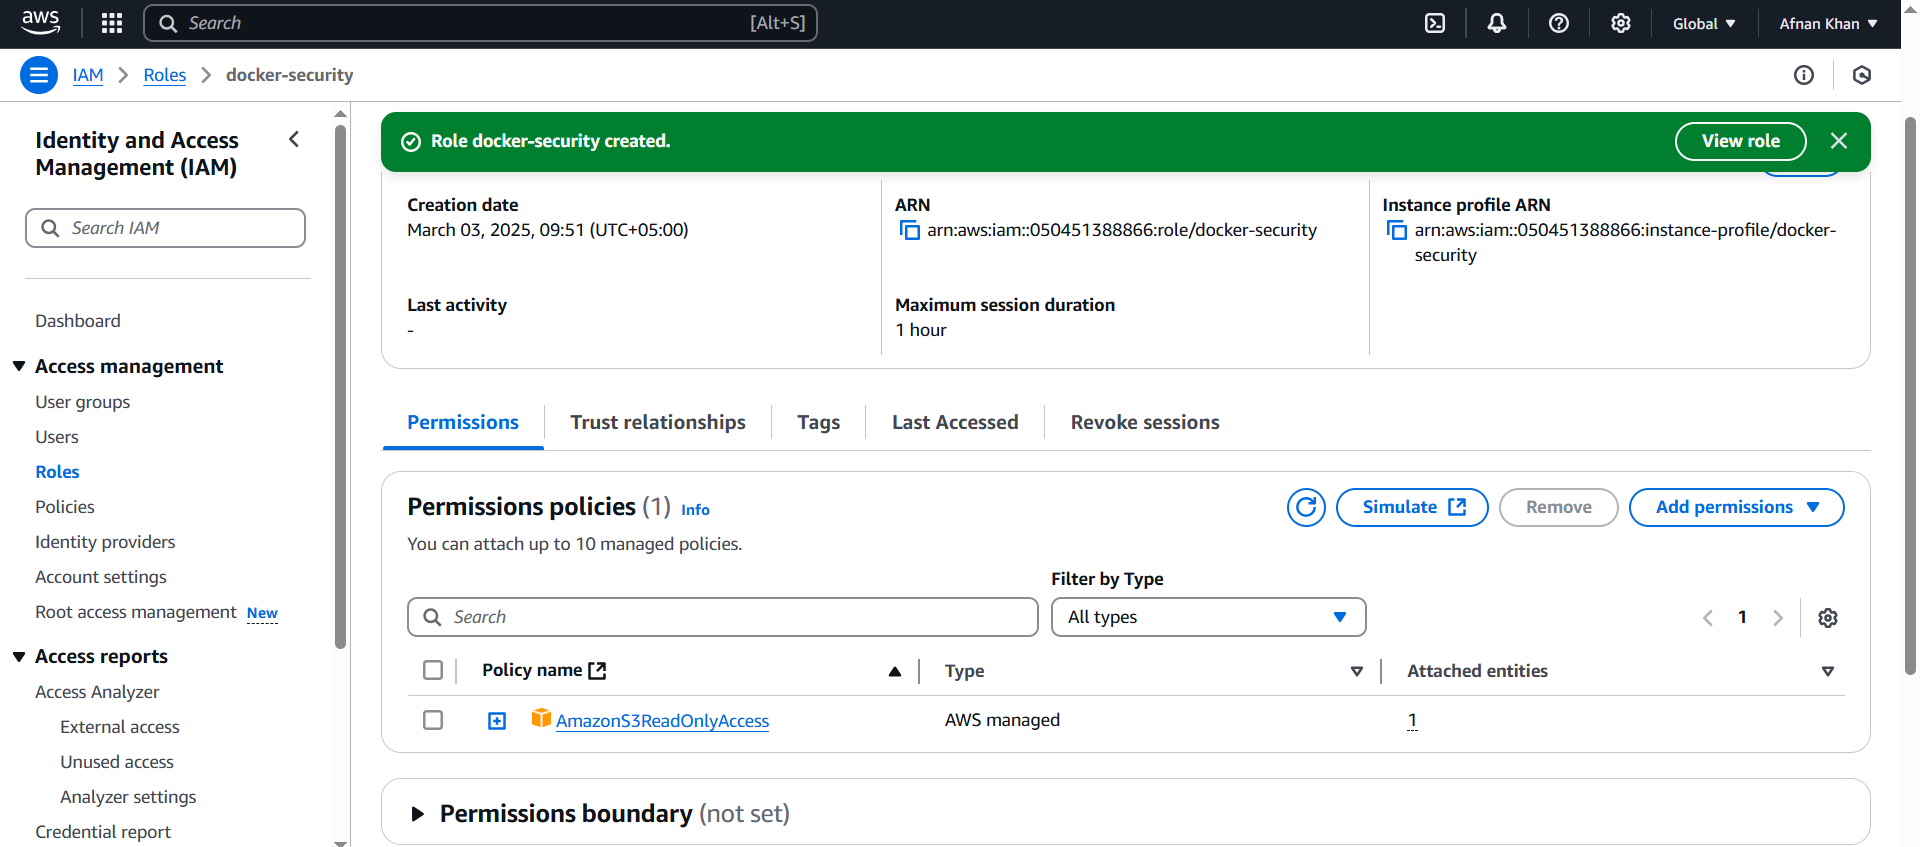 aws
Search [Alt+S]
Global
Afnan Khan
IAM
Roles
docker-security
Identity and Access
Management (IAM)
Search IAM
Dashboard
Access management
User groups
Users
Roles
Policies
Identity providers
Account settings
Root access management New
Access reports
Access Analyzer
External access
Unused access
Analyzer settings
Credential report
Role docker-security created.
View role
Creation date
March 03, 2025, 09:51 (UTC+05:00)
ARN
arn:aws:iam::050451388866:role/docker-security
Instance profile ARN
arn:aws:iam::050451388866:instance-profile/docker-
security
Last activity
-
Maximum session duration
1 hour
Permissions
Trust relationships
Tags
Last Accessed
Revoke sessions
Permissions policies (1) Info
Simulate
Remove
Add permissions
You can attach up to 10 managed policies.
Filter by Type
Search
All types
1
Policy name
Type
Attached entities
AmazonS3ReadOnlyAccess
AWS managed
1
Permissions boundary (not set)